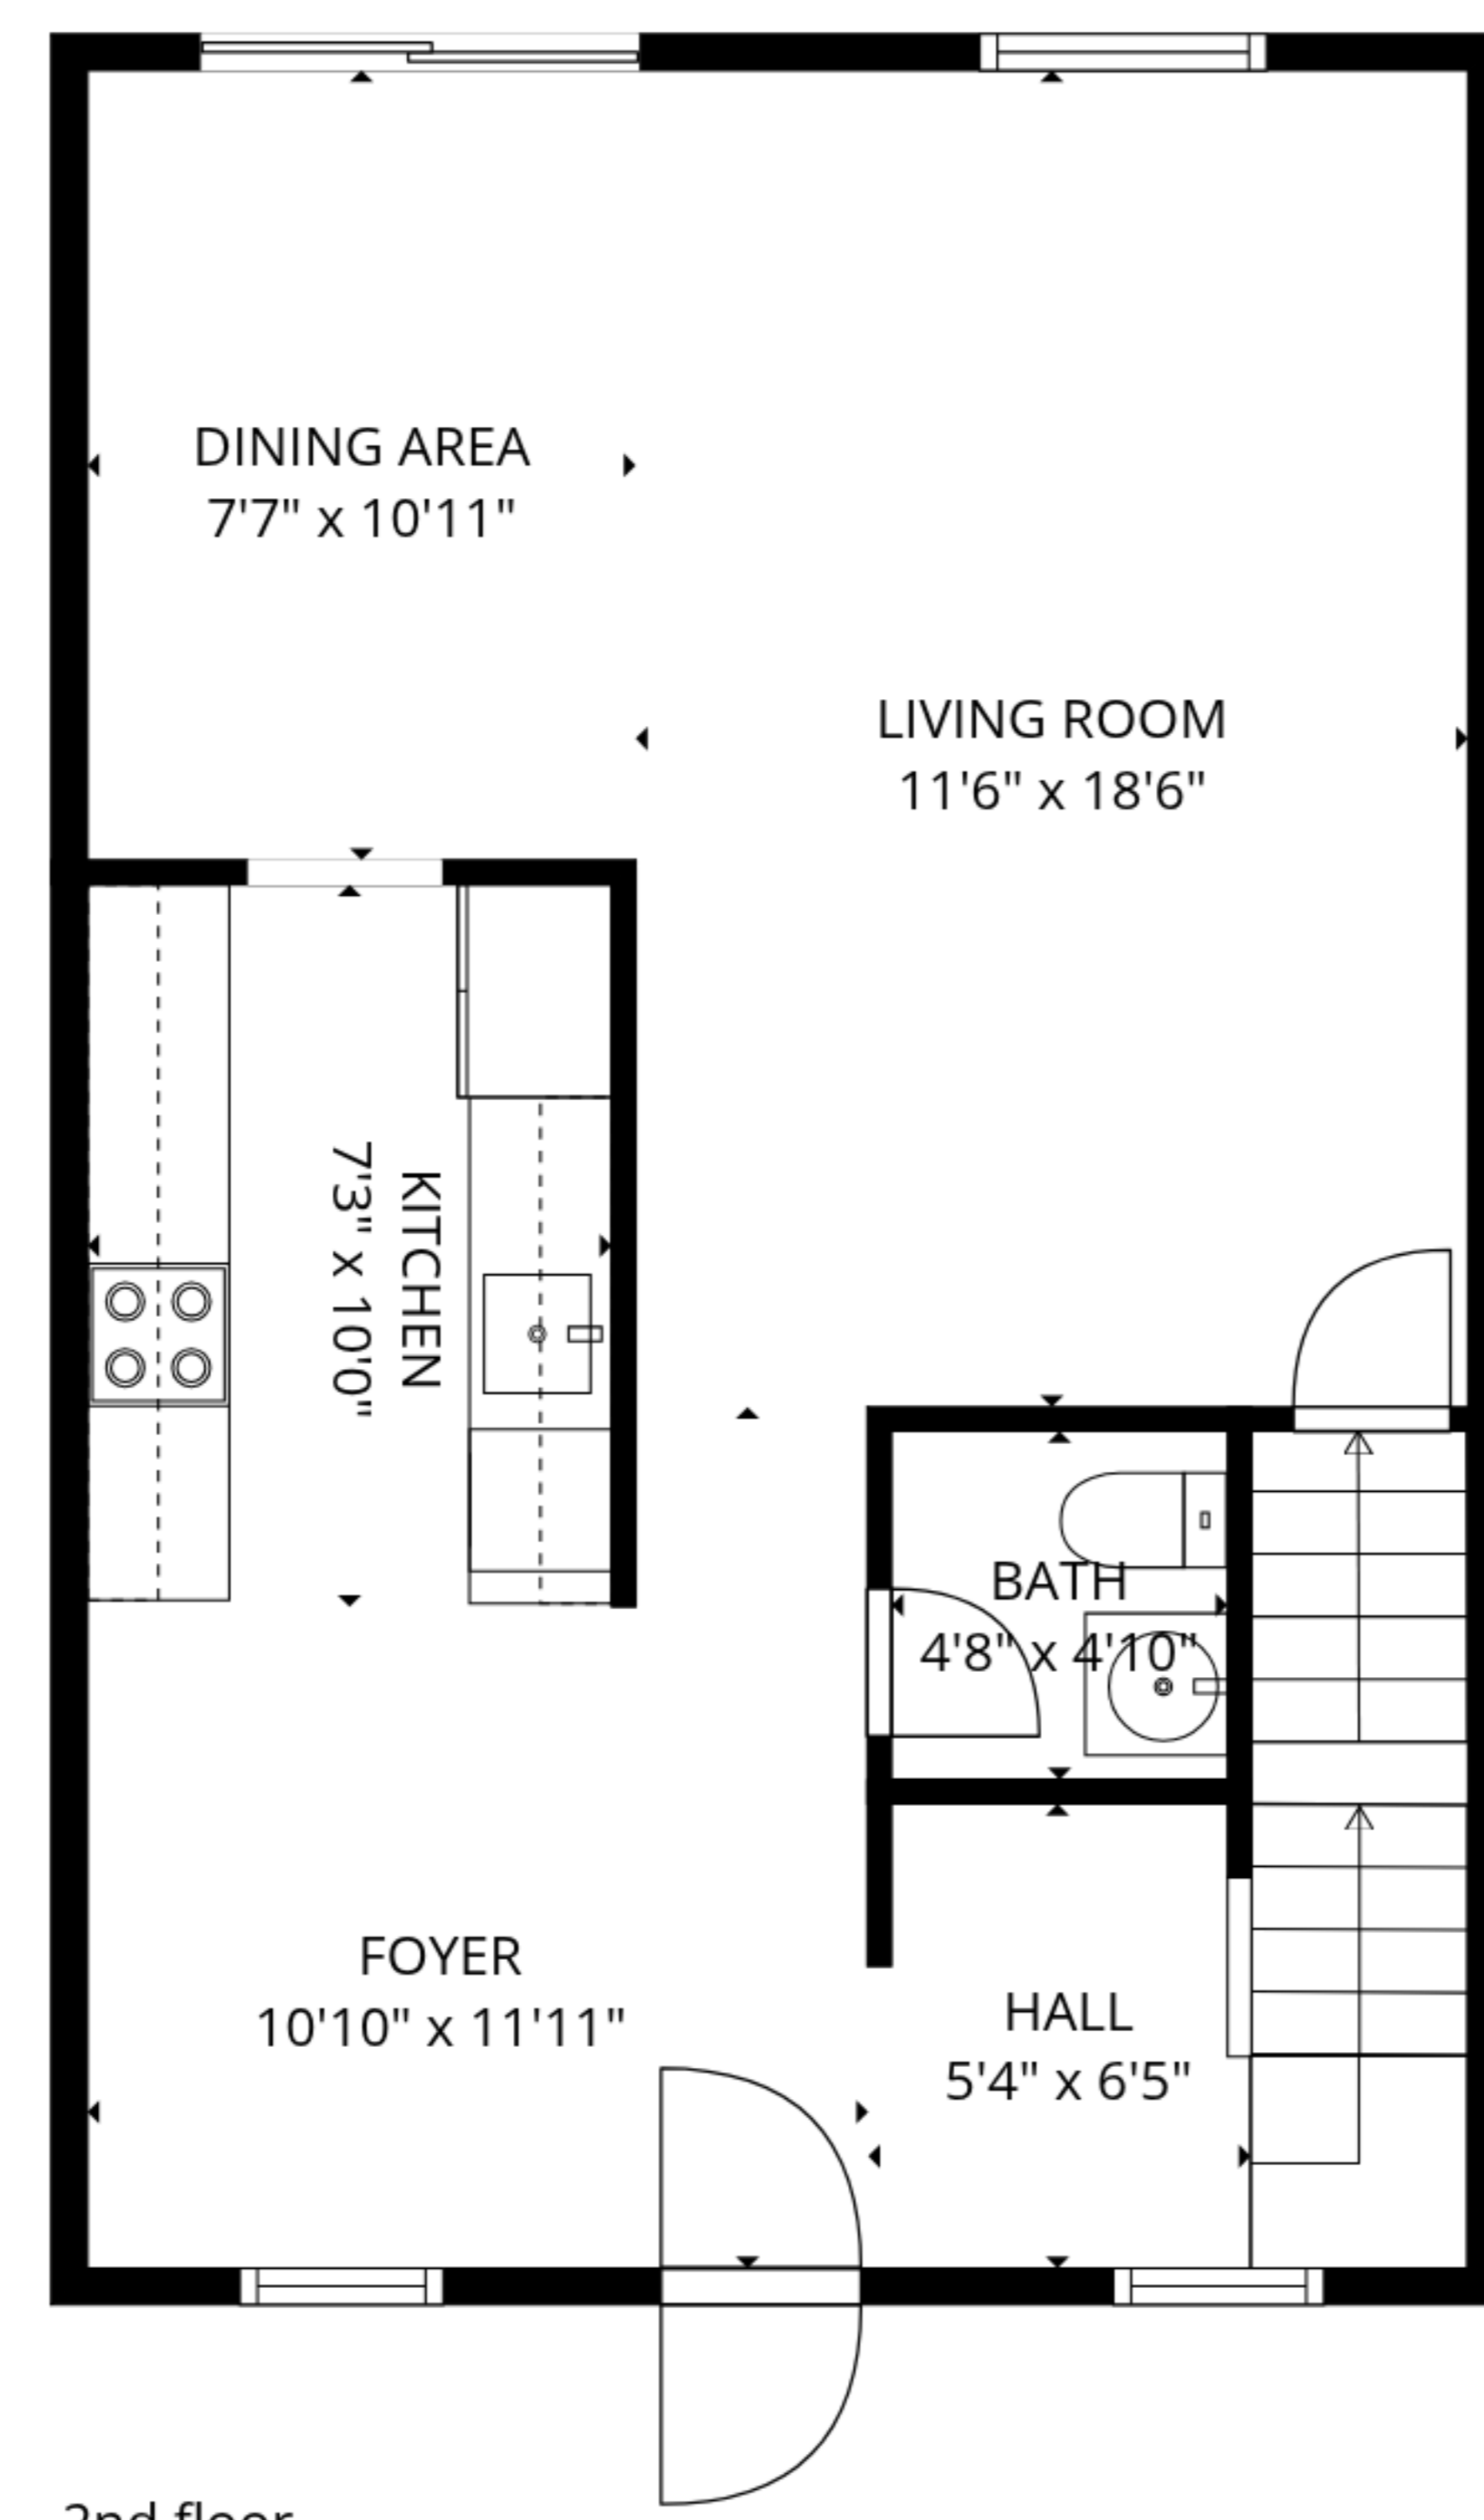 DINING AREA
7'7" x 10'11"
LIVING ROOM
11'6" x 18'6"
KITCHEN
7'3" x 10'0"
BATH
4'8" x 4'10"
FOYER
10'10" x 11'11"
HALL
5'4" x 6'5"
floor